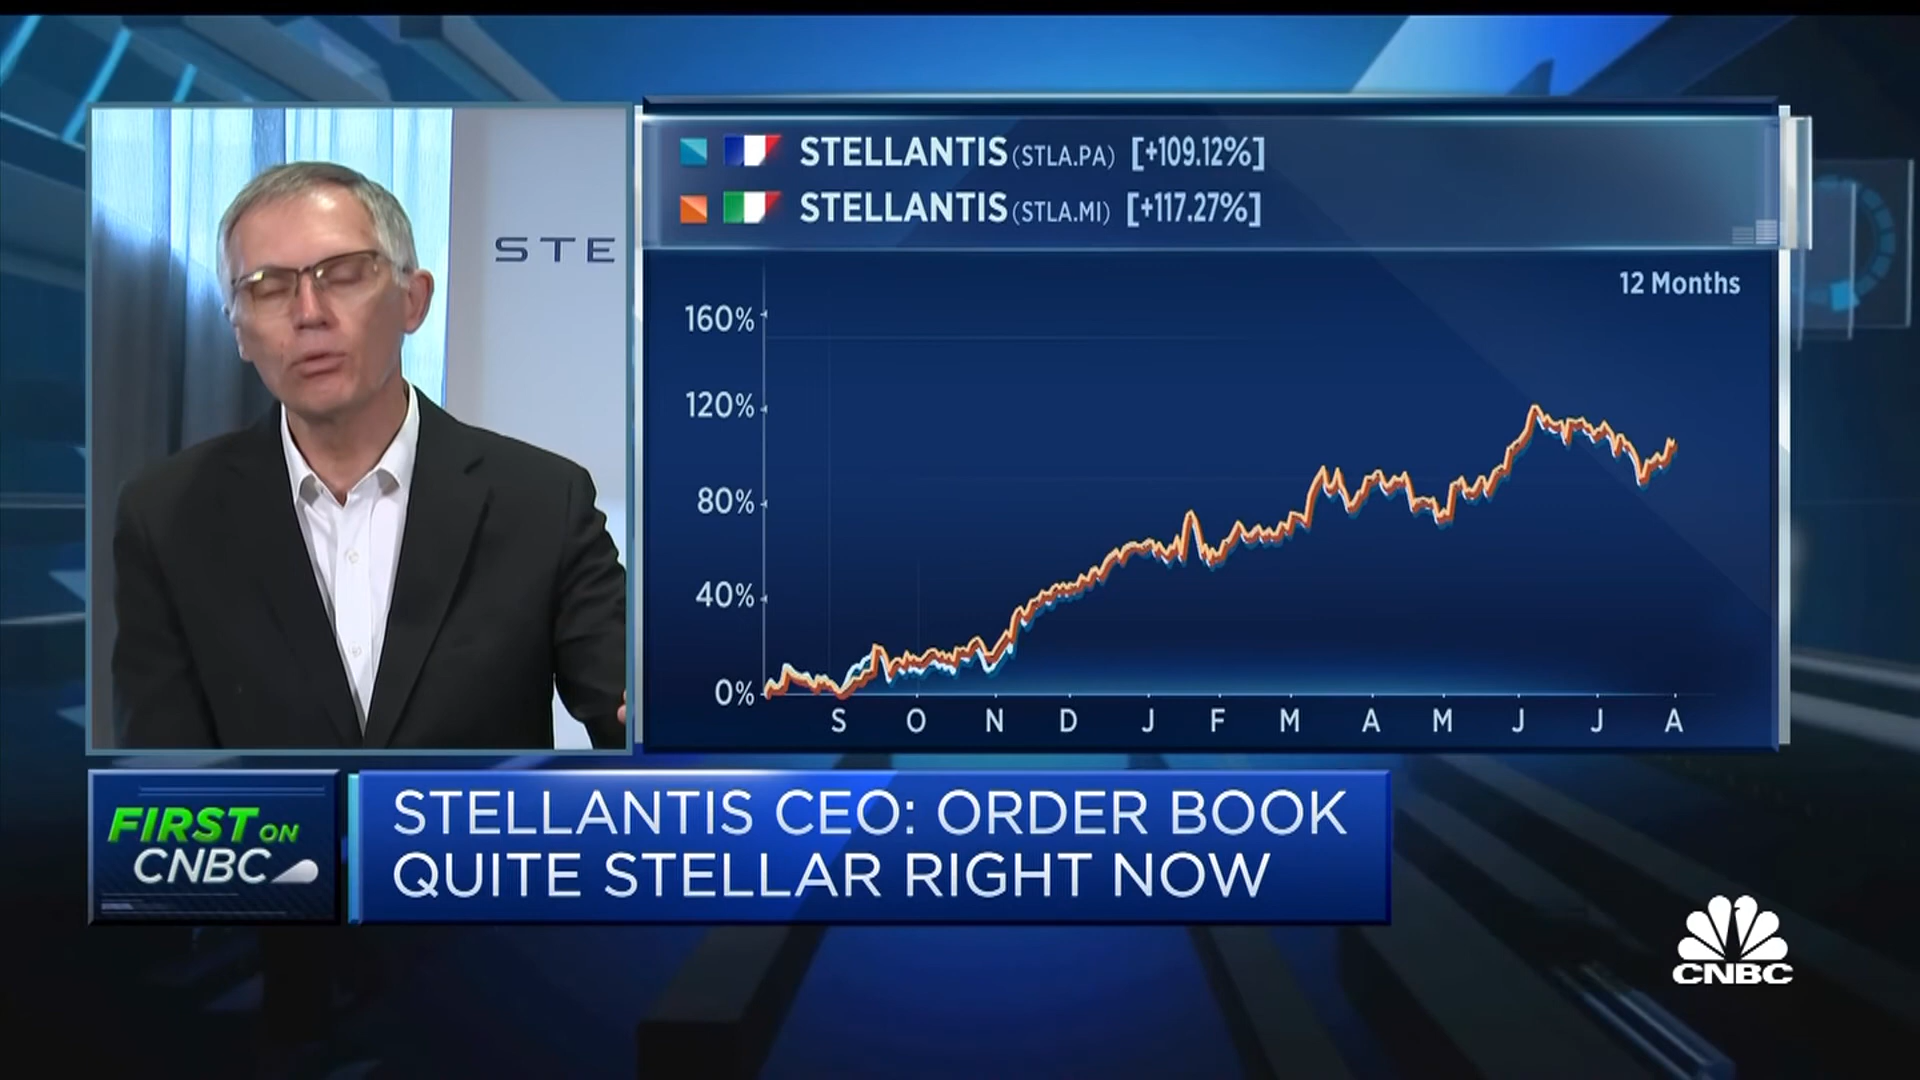 STELLANTIS (STLA.PA) [+109.12%]
STELLANTIS (STLA.MI) [+117.27%]
STE
12 Months
160%
120%
80%
40%
0%
S O N D J F M A M J J A
FIRST ON
CNBC
STELLANTIS CEO: ORDER BOOK
QUITE STELLAR RIGHT NOW
CNBC